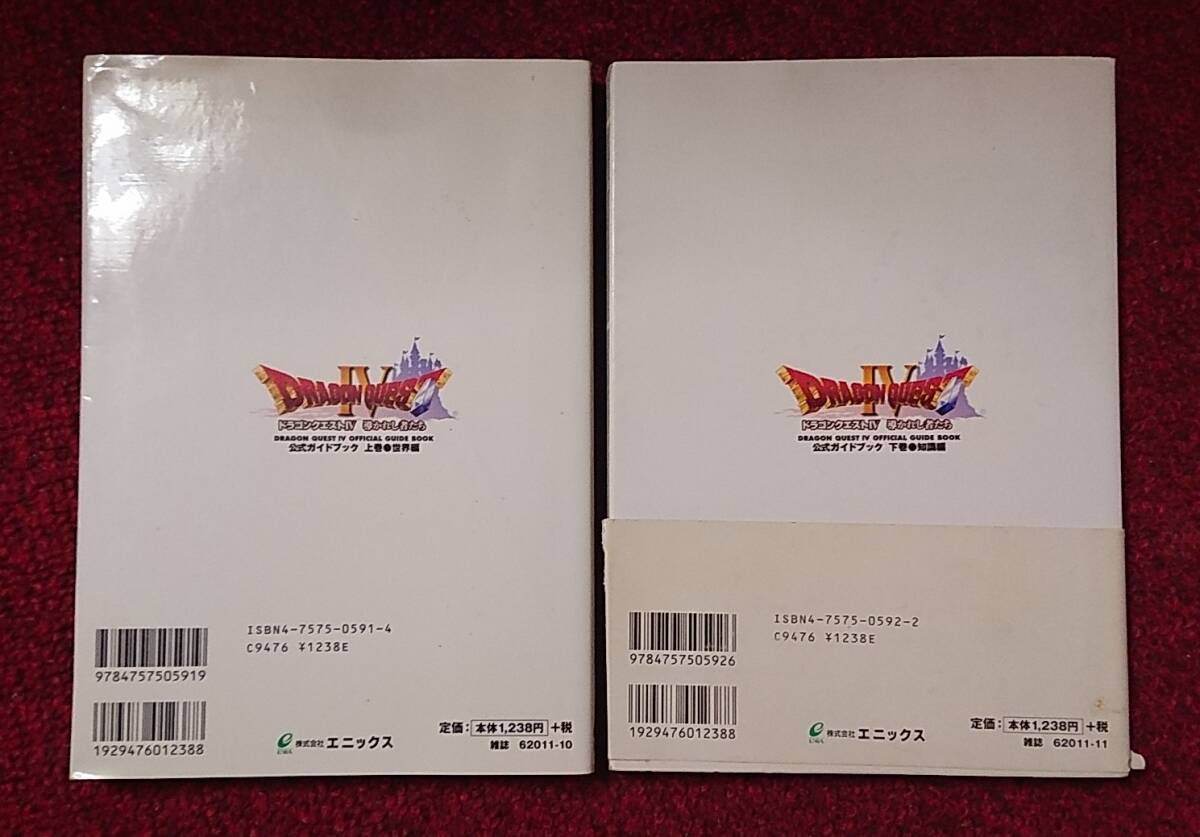 DRAGON QUEST
IV
ドラゴンクエストIV 導かれし者たち
DRAGON QUEST IV OFFICIAL GUIDE BOOK
公式ガイドブック 上巻●世界編
ISBN4-7575-0591-4
C9476 ¥1238E
9784757505919
1929476012388
株式会社 エニックス
定価: 本体1,238円 +税
雑誌 62011-10
DRAGON QUEST
IV
ドラゴンクエストIV 導かれし者たち
DRAGON QUEST IV OFFICIAL GUIDE BOOK
公式ガイドブック 下巻●知識編
ISBN4-7575-0592-2
C9476 ¥1238E
9784757505926
1929476012388
株式会社 エニックス
定価: 本体1,238円 +税
雑誌 62011-11